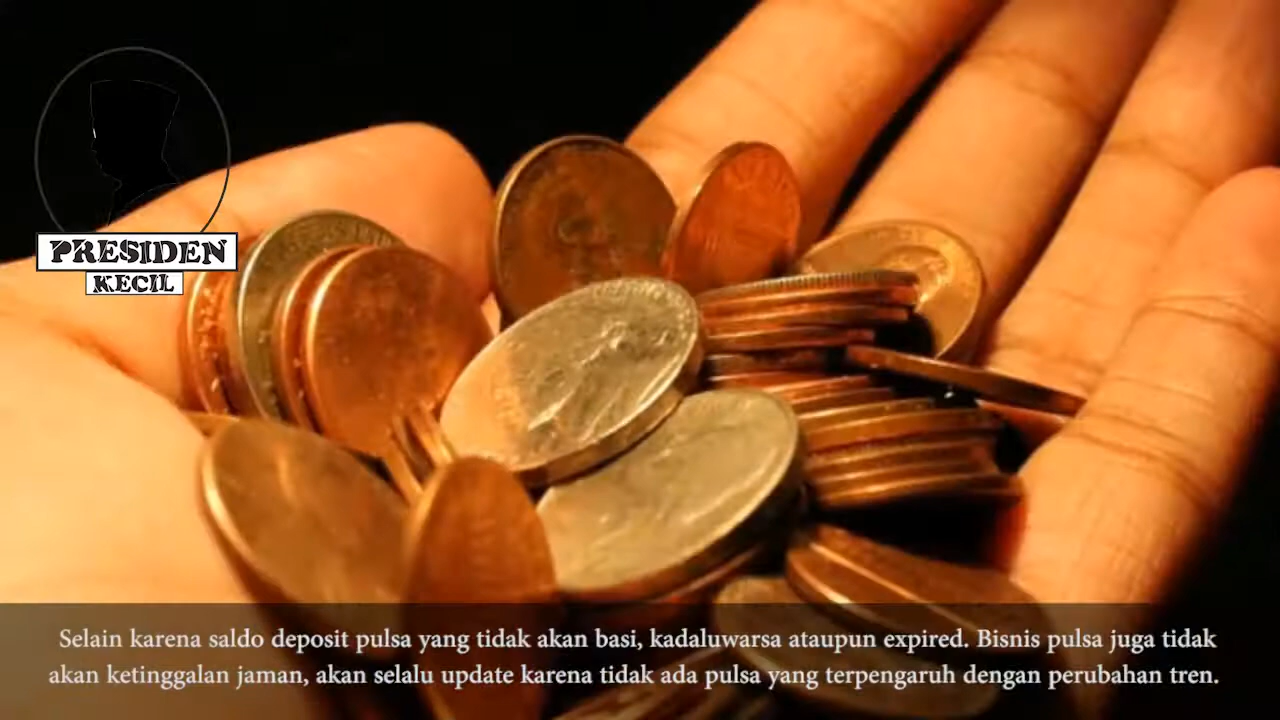 PRESIDEN
KECIL
Selain karena saldo deposit pulsa yang tidak akan basi, kadaluwarsa ataupun expired. Bisnis pulsa juga tidak
akan ketinggalan jaman, akan selalu update karena tidak ada pulsa yang terpengaruh dengan perubahan tren.